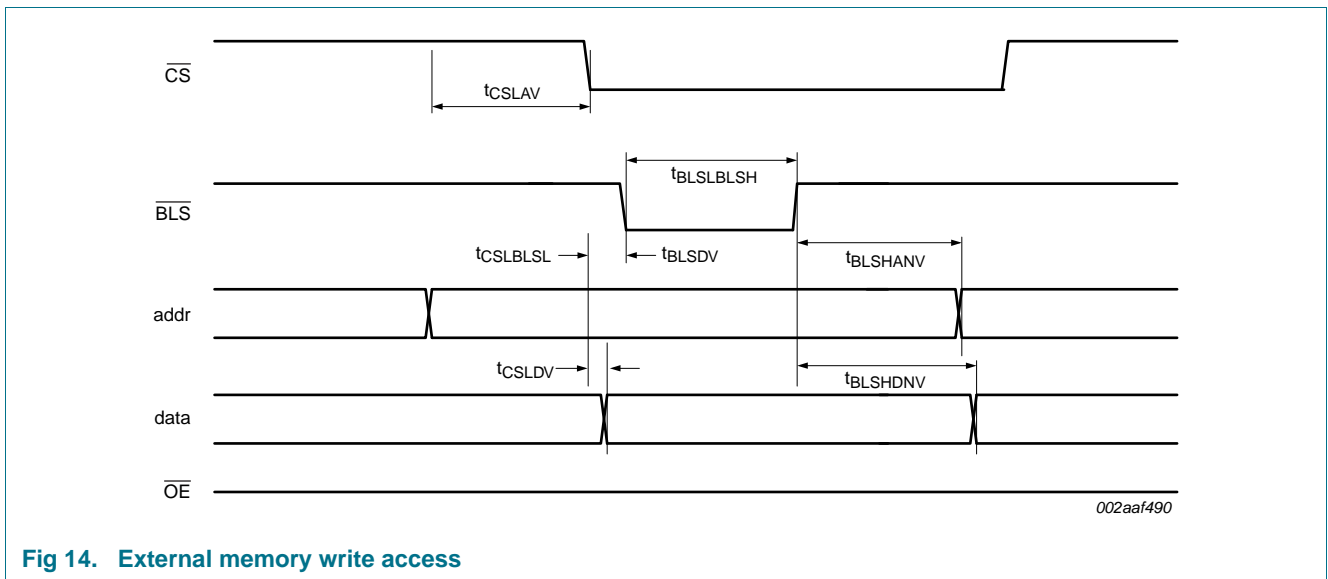 CS
tCSLAV
tBLSLBLSH
BLS
tCSLBLSL
tBLSDV
tBLSHANV
addr
tCSLDV
tBLSHDNV
data
OE
002aaf490
Fig 14. External memory write access